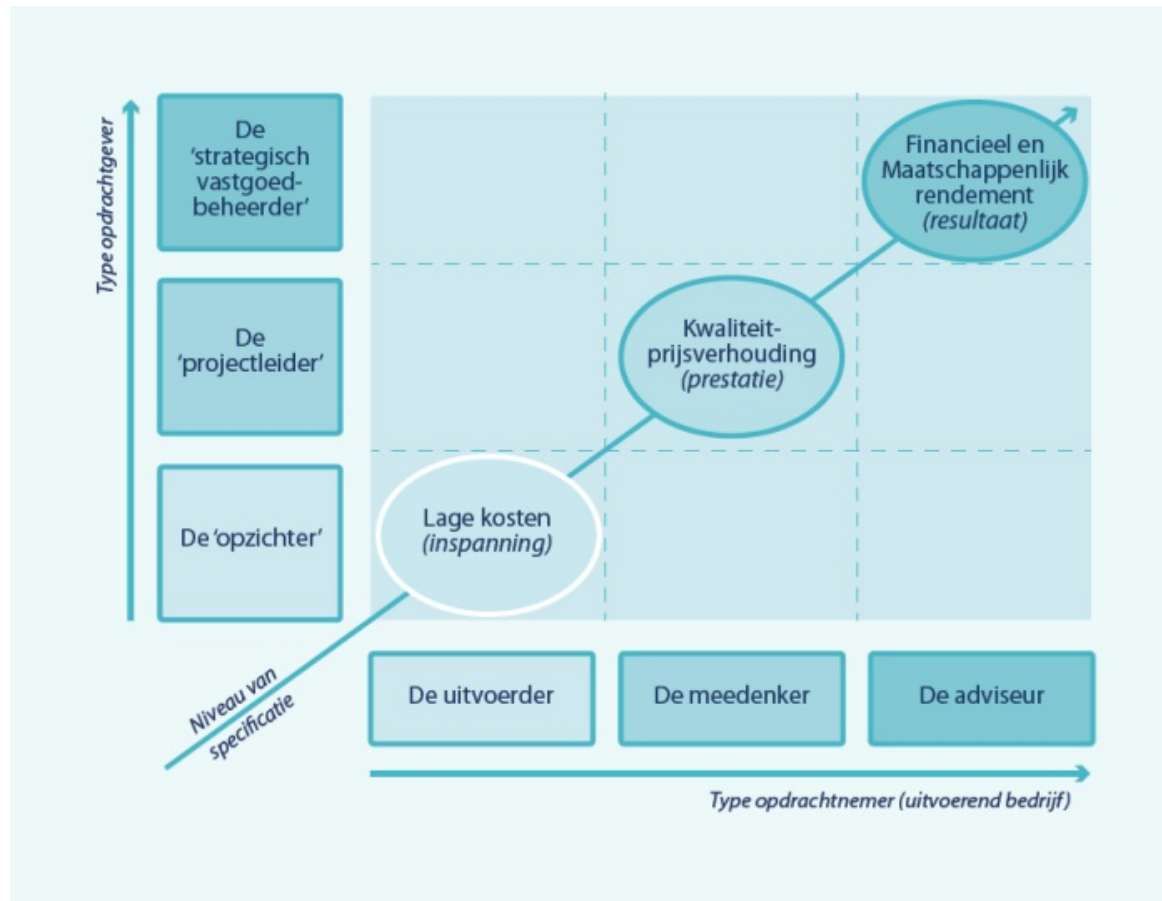 Type opdrachtgever
De
‘strategisch
vastgoed-
beheerder’
Financieel en
Maatschappenlijk
rendement
(resultaat)
De
‘projectleider’
Kwaliteit-
prijsverhouding
(prestatie)
De ‘opzichter’
Lage kosten
(inspanning)
Niveau van
specificatie
De uitvoerder
De meedenker
De adviseur
Type opdrachtnemer (uitvoerend bedrijf)